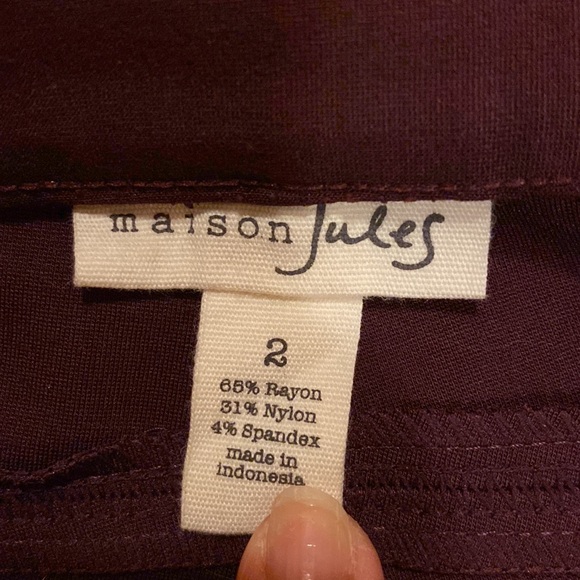 maison Jules
2
65% Rayon
31% Nylon
4% Spandex
made in
indonesia